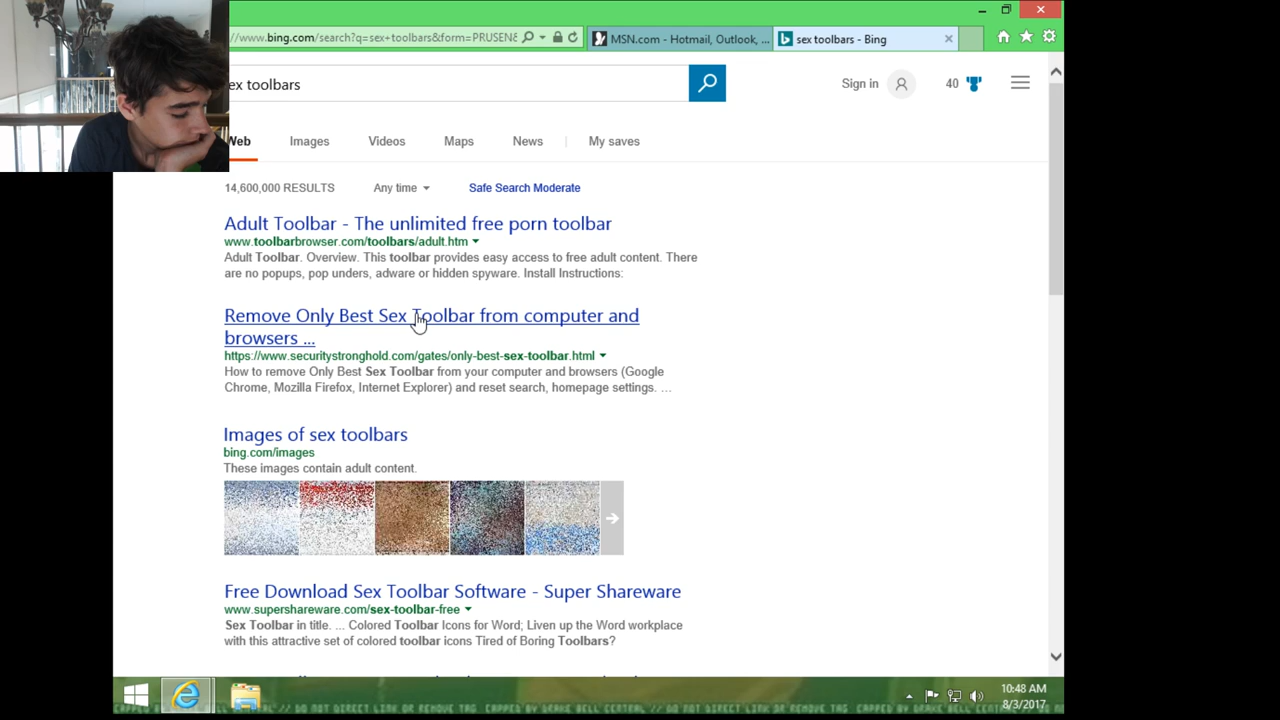 //www.bing.com/search?q=sex+toolbars&form=PRUSEN&
MSN.com - Hotmail, Outlook, ...
sex toolbars - Bing
ex toolbars
Sign in
40
Web
Images
Videos
Maps
News
My saves
14,600,000 RESULTS
Any time
Safe Search Moderate
Adult Toolbar - The unlimited free porn toolbar
www.toolbarbrowser.com/toolbars/adult.htm
Adult Toolbar. Overview. This toolbar provides easy access to free adult content. There
are no popups, pop unders, adware or hidden spyware. Install Instructions:
Remove Only Best Sex Toolbar from computer and
browsers ...
https://www.securitystronghold.com/gates/only-best-sex-toolbar.html
How to remove Only Best Sex Toolbar from your computer and browsers (Google
Chrome, Mozilla Firefox, Internet Explorer) and reset search, homepage settings. ...
Images of sex toolbars
bing.com/images
These images contain adult content.
Free Download Sex Toolbar Software - Super Shareware
www.supershareware.com/sex-toolbar-free
Sex Toolbar in title. ... Colored Toolbar Icons for Word; Liven up the Word workplace
with this attractive set of colored toolbar icons Tired of Boring Toolbars?
10:48 AM
8/3/2017